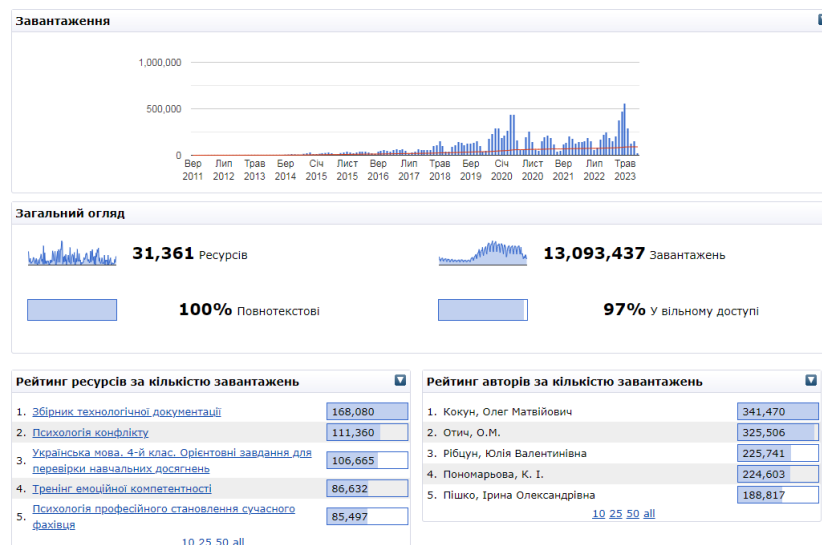 Завантаження
1,000,000
500,000
0
Вер Лип Трав Бер Січ Лист Вер Лип Трав Бер Січ Лист Вер Лип Трав
2011 2012 2013 2014 2015 2015 2016 2017 2018 2019 2020 2020 2021 2022 2023
Загальний огляд
31,361 Ресурсів
13,093,437 Завантажень
100% Повнотекстові
97% У вільному доступі
Рейтинг ресурсів за кількістю завантажень
1. Збірник технологічної документації 168,080
2. Психологія конфлікту 111,360
3. Українська мова. 4-й клас. Орієнтовні завдання для
перевірки навчальних досягнень 106,665
4. Тренінг емоційної компетентності 86,632
5. Психологія професійного становлення сучасного
фахівця 85,497
10 25 50 all
Рейтинг авторів за кількістю завантажень
1. Кокун, Олег Матвійович 341,470
2. Отич, О.М. 325,506
3. Рібцун, Юлія Валентинівна 225,741
4. Пономарьова, К. І. 224,603
5. Пішко, Ірина Олександрівна 188,817
10 25 50 all